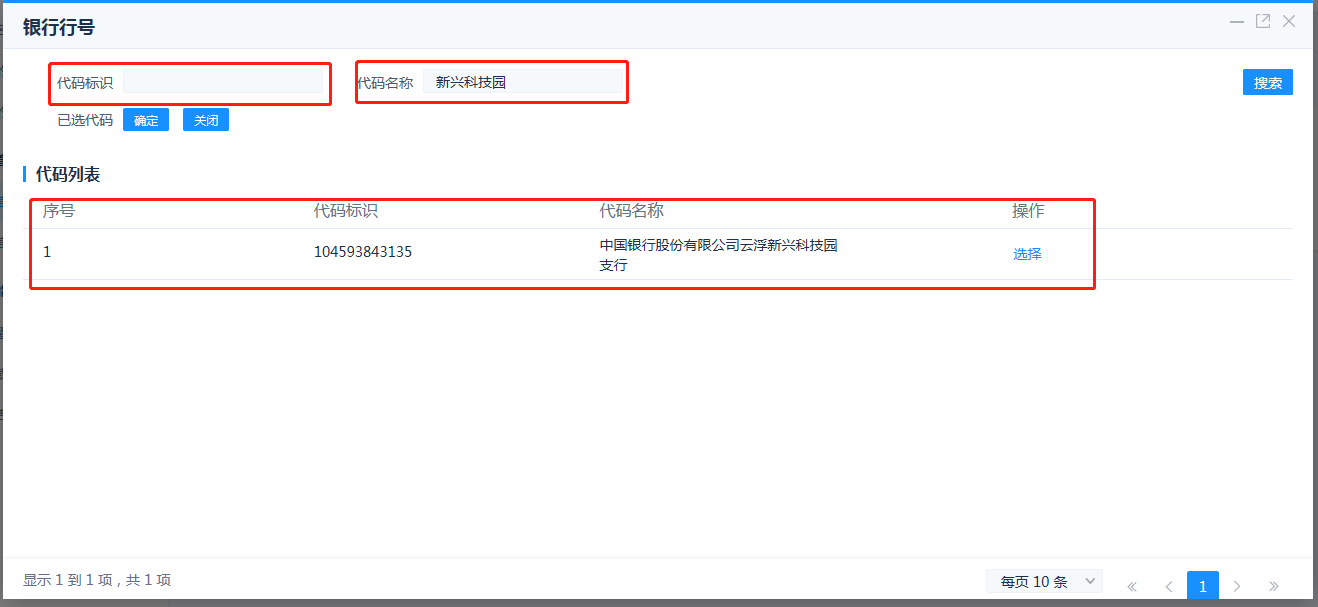 银行行号
代码标识
代码名称 新兴科技园
搜索
已选代码 确定 关闭
代码列表
序号 代码标识 代码名称 操作
1 104593843135 中国银行股份有限公司云浮新兴科技园
支行
选择
显示 1 到 1 项，共 1 项
每页 10 条
« ‹ 1 › »